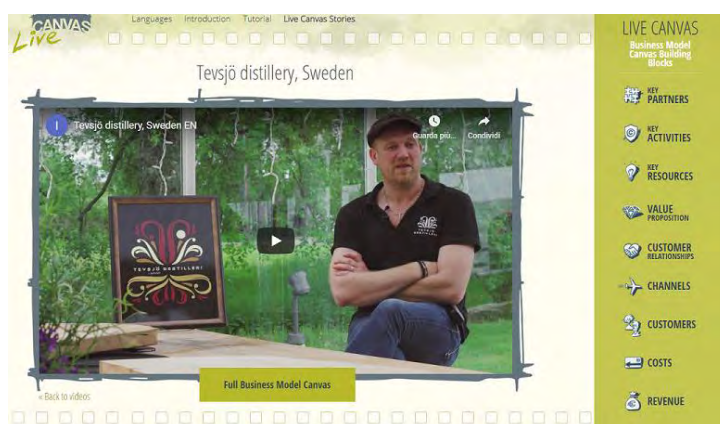 CANVAS
Live
Languages Introduction Tutorial Live Canvas Stories
Tevsjö distillery, Sweden
I Tevsjö distillery, Sweden EN
Guarda più... Condividi
TEVSJÖ DESTILLERI
Full Business Model Canvas
« Back to videos
LIVE CANVAS
Business Model
Canvas Building
Blocks
KEY
PARTNERS
KEY
ACTIVITIES
KEY
RESOURCES
VALUE
PROPOSITION
CUSTOMER
RELATIONSHIPS
CHANNELS
CUSTOMERS
COSTS
REVENUE